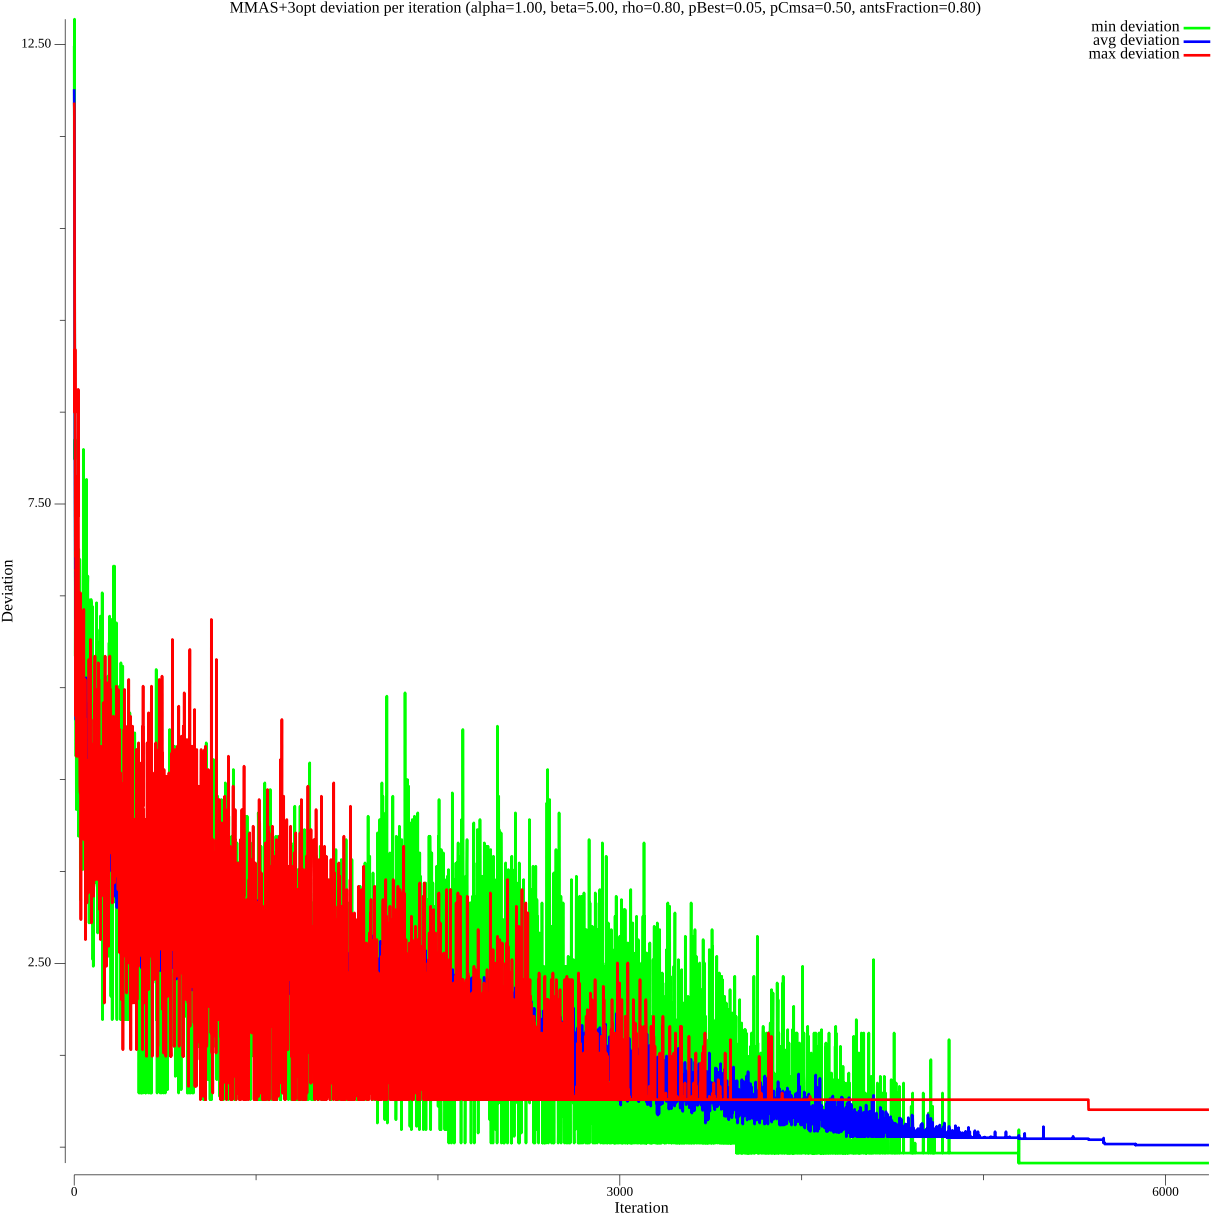 MMAS+3opt deviation per iteration (alpha=1.00, beta=5.00, rho=0.80, pBest=0.05, pCmsa=0.50, antsFraction=0.80)
min deviation
avg deviation
max deviation
12.50
7.50
2.50
Deviation
0
3000
6000
Iteration